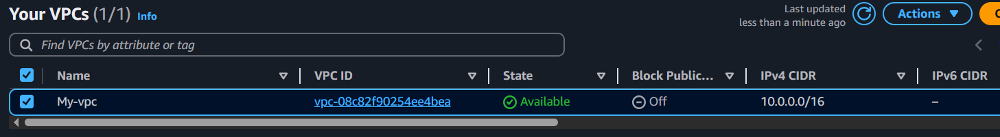 Your VPCs (1/1) Info
Last updated
less than a minute ago
Actions
Find VPCs by attribute or tag
Name VPC ID State Block Public... IPv4 CIDR IPv6 CIDR
My-vpc vpc-08c82f90254ee4bea Available Off 10.0.0.0/16 –